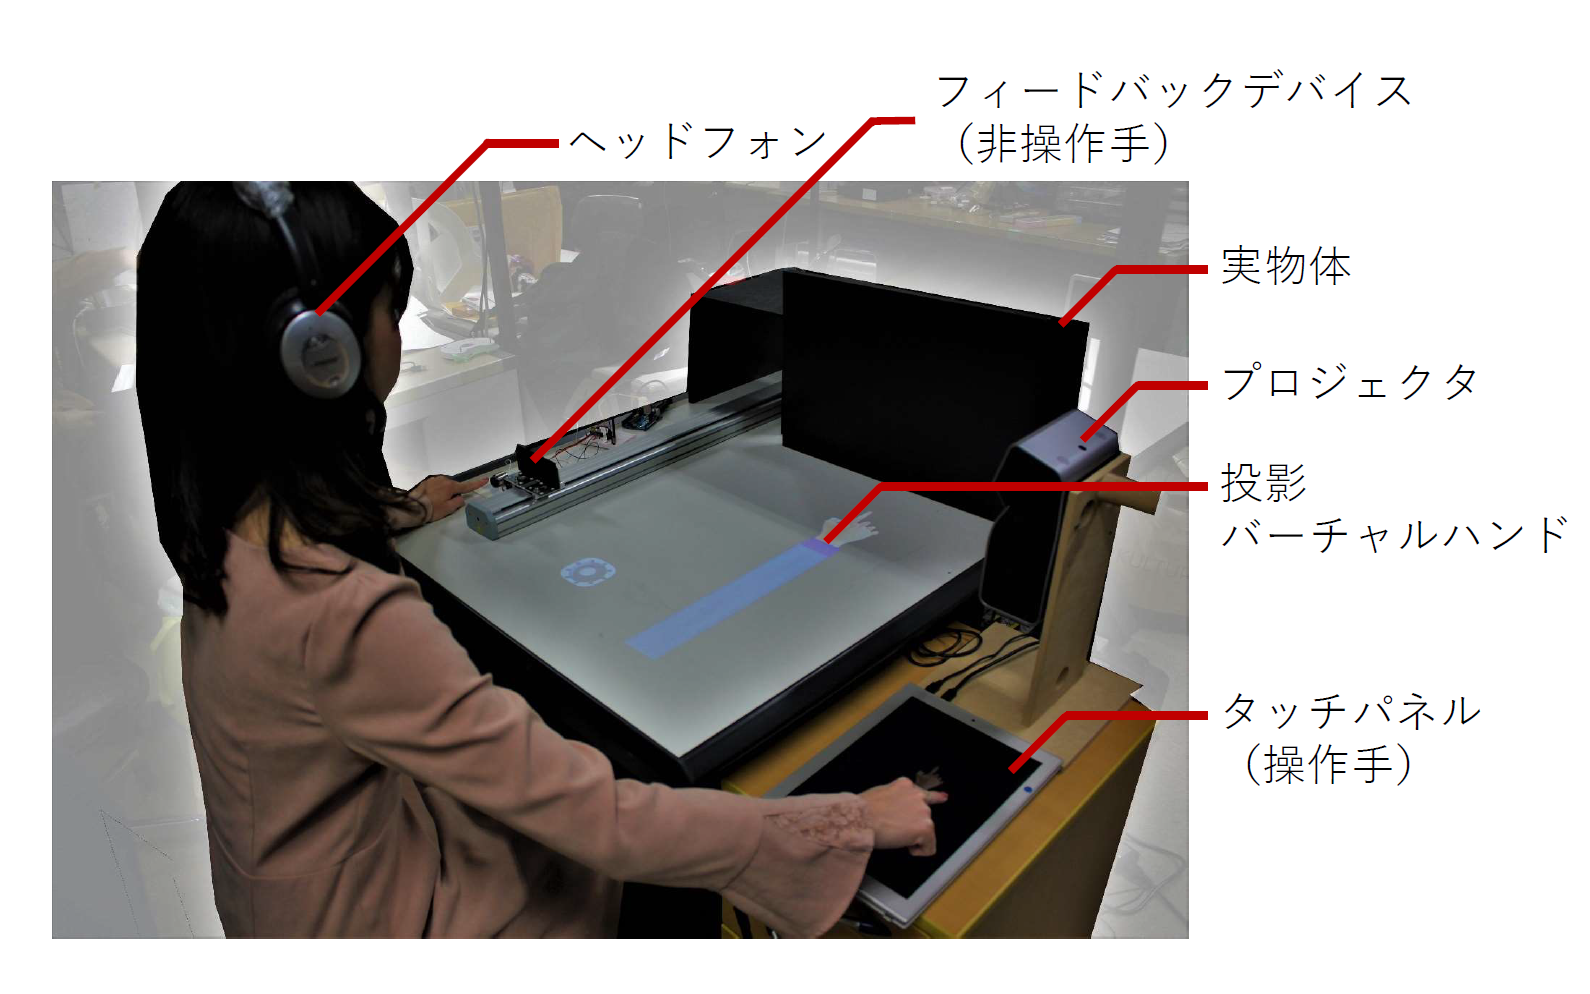 フィードバックデバイス
（非操作手）
ヘッドフォン
実物体
プロジェクタ
投影
バーチャルハンド
タッチパネル
（操作手）